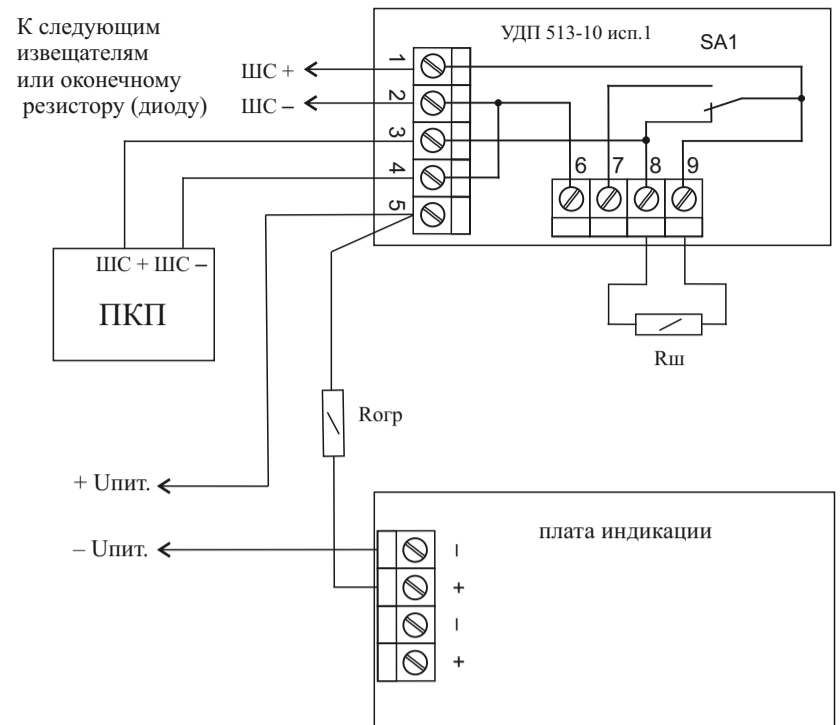 К следующим
извещателям
или оконечному
резистору (диоду)
ШС +
ШС –
УДП 513-10 исп.1
SA1
1
2
3
4
5
6 7 8 9
ШС + ШС –
ПКП
Rш
Rогр
+ Uпит.
– Uпит.
плата индикации
–
+
–
+